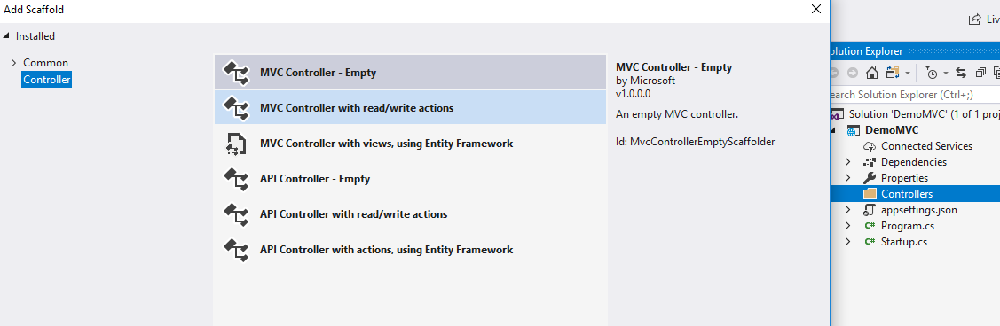 Add Scaffold
Installed
Common
Controller
MVC Controller - Empty
MVC Controller with read/write actions
MVC Controller with views, using Entity Framework
API Controller - Empty
API Controller with read/write actions
API Controller with actions, using Entity Framework
MVC Controller - Empty
by Microsoft
v1.0.0.0
An empty MVC controller.
Id: MvcControllerEmptyScaffolder
Liv
olution Explorer
earch Solution Explorer (Ctrl+;)
Solution 'DemoMVC' (1 of 1 proj
DemoMVC
Connected Services
Dependencies
Properties
Controllers
appsettings.json
C# Program.cs
C# Startup.cs